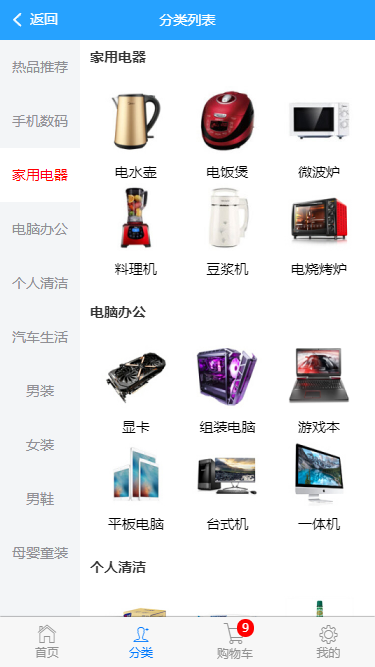 返回
分类列表
热品推荐
手机数码
家用电器
电脑办公
个人清洁
汽车生活
男装
女装
男鞋
母婴童装
家用电器
电水壶
电饭煲
微波炉
料理机
豆浆机
电烧烤炉
电脑办公
显卡
组装电脑
游戏本
平板电脑
台式机
一体机
个人清洁
首页
分类
9
购物车
我的